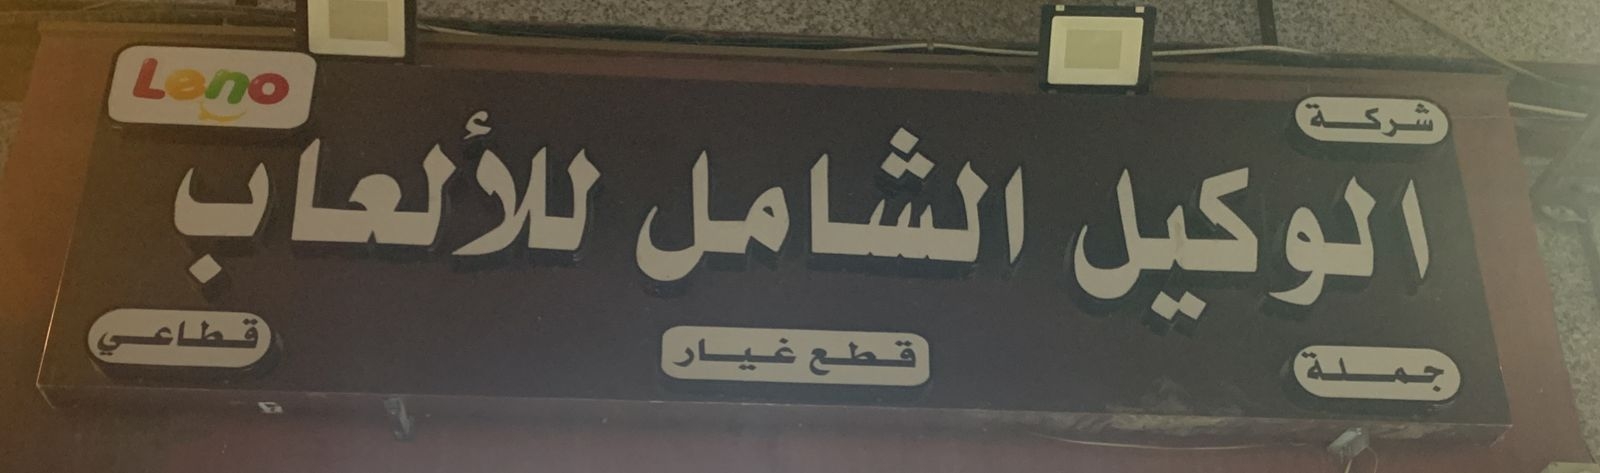 Leno
شركة
الوكيل الشامل للألعاب
جملة
قطع غيار
قطاعي